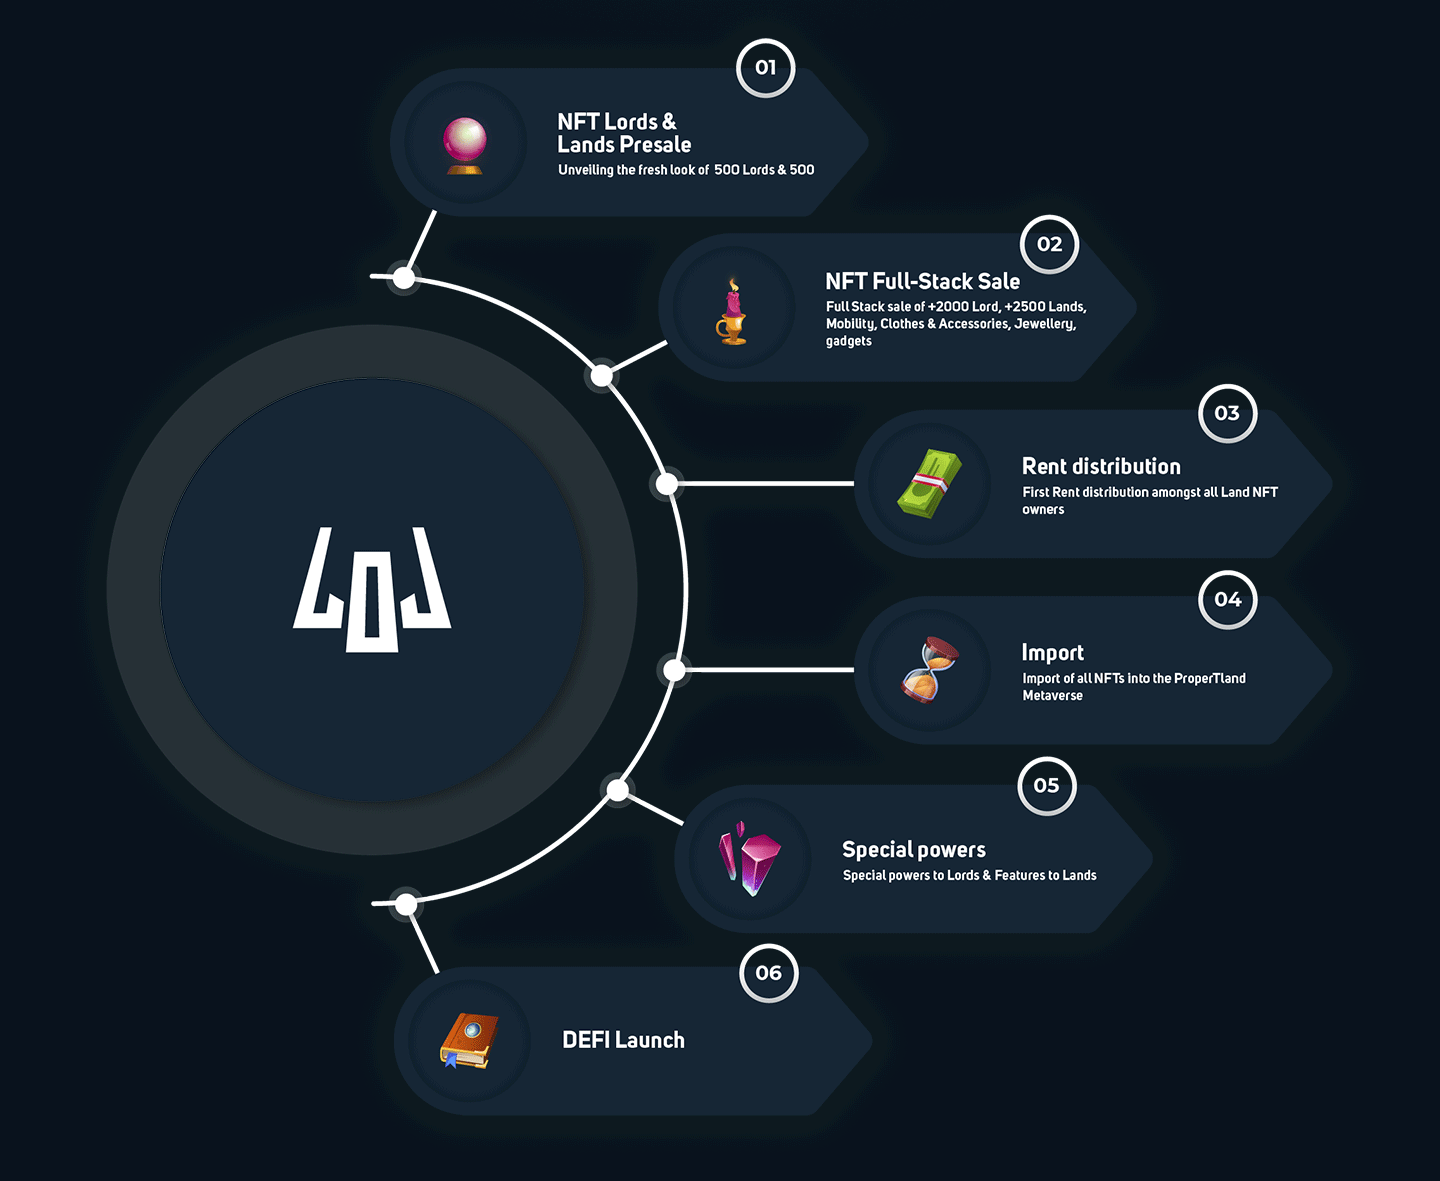 01
NFT Lords &
Lands Presale
Unveiling the fresh look of 500 Lords & 500
02
NFT Full-Stack Sale
Full Stack sale of +2000 Lord, +2500 Lands,
Mobility, Clothes & Accessories, Jewellery,
gadgets
03
Rent distribution
First Rent distribution amongst all Land NFT
owners
04
Import
Import of all NFTs into the ProperTland
Metaverse
05
Special powers
Special powers to Lords & Features to Lands
06
DEFI Launch